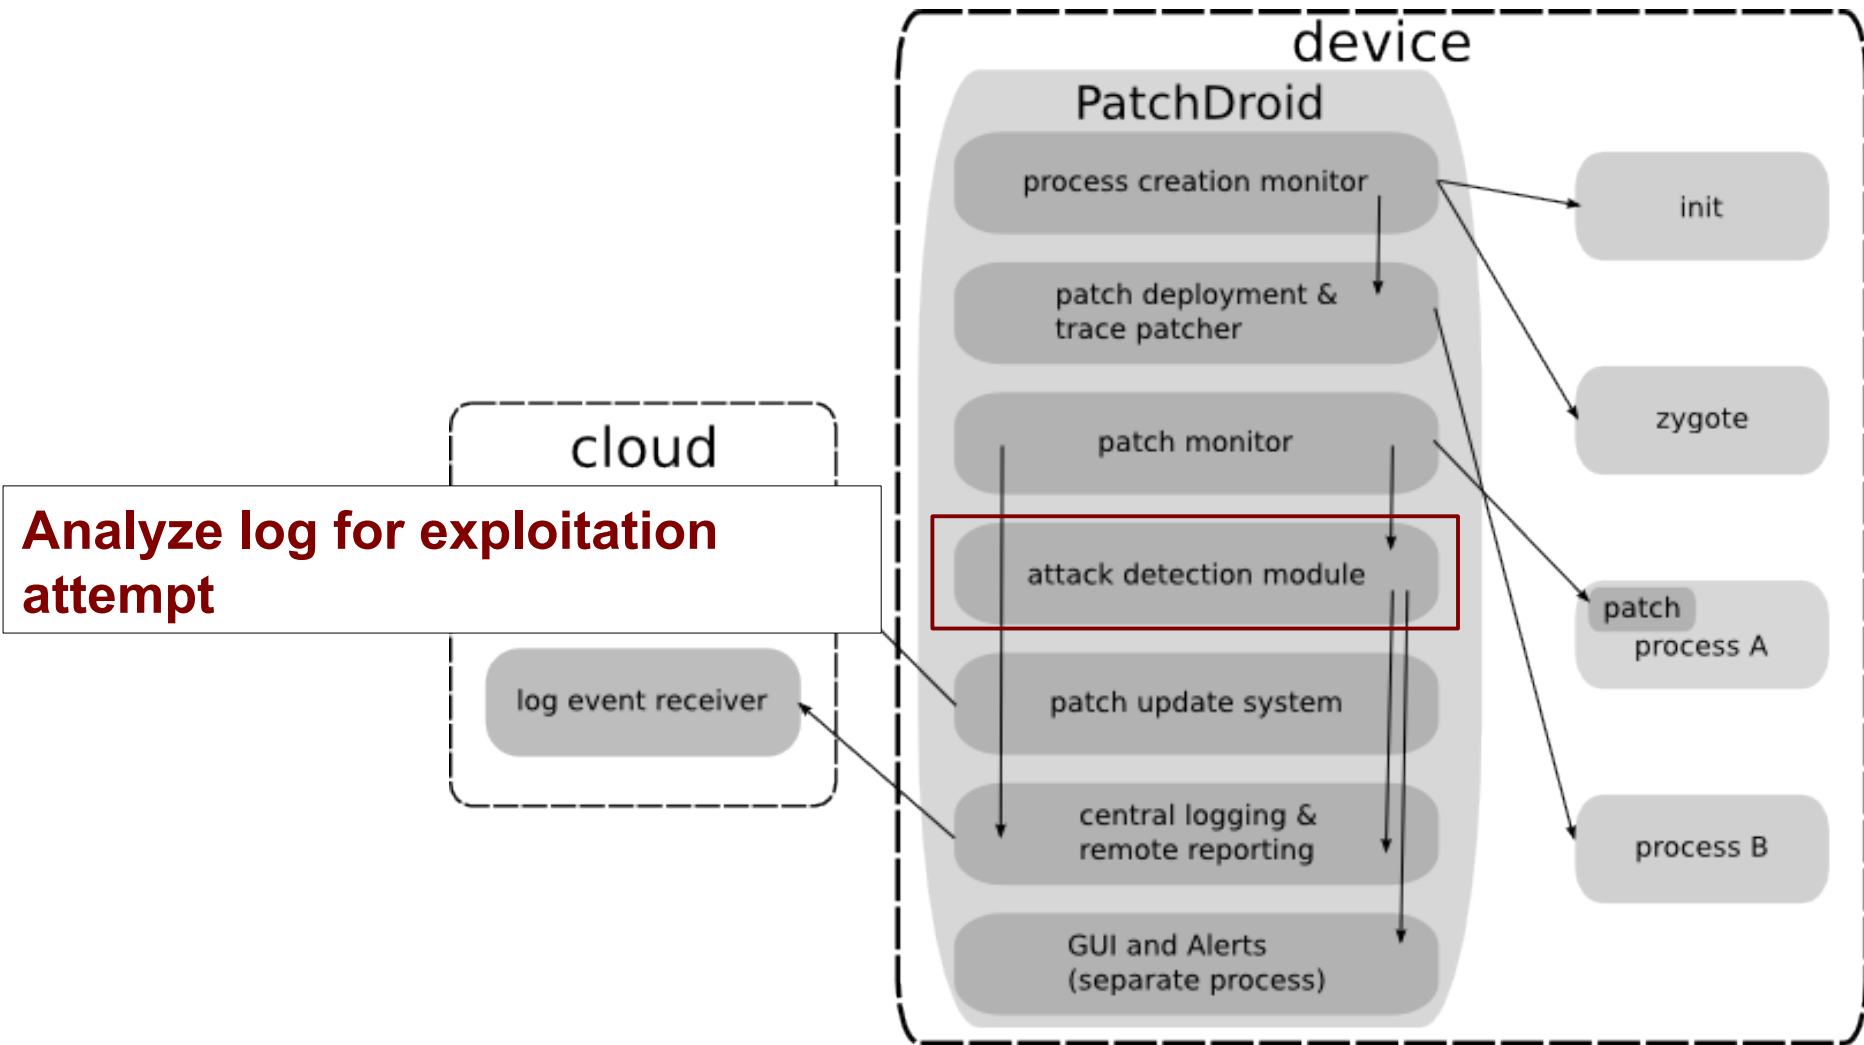 device
PatchDroid
process creation monitor
init
patch deployment &
trace patcher
zygote
patch monitor
cloud
Analyze log for exploitation
attempt
attack detection module
patch
process A
log event receiver
patch update system
central logging &
remote reporting
process B
GUI and Alerts
(separate process)